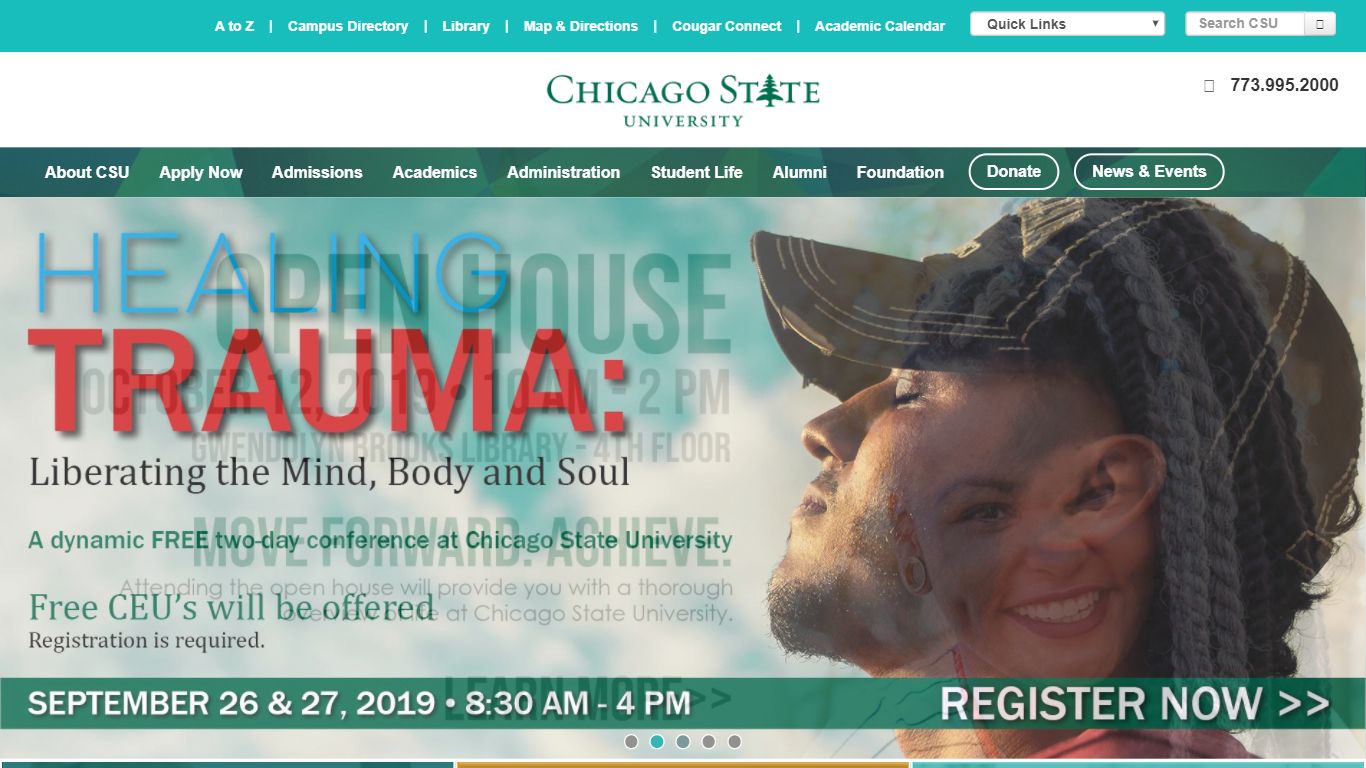 A to Z | Campus Directory | Library | Map & Directions | Cougar Connect | Academic Calendar
Quick Links
Search CSU
CHICAGO STATE
UNIVERSITY
773.995.2000
About CSU
Apply Now
Admissions
Academics
Administration
Student Life
Alumni
Foundation
Donate
News & Events
HEALING
TRAUMA:
Liberating the Mind, Body and Soul
A dynamic FREE two-day conference at Chicago State University
Free CEU’s will be offered
Registration is required.
SEPTEMBER 26 & 27, 2019 • 8:30 AM - 4 PM
REGISTER NOW >>
OPEN HOUSE
OCTOBER 12, 2019 • 10 AM - 2 PM
GWENDOLYN BROOKS LIBRARY - 4TH FLOOR
MOVE FORWARD. ACHIEVE.
Attending the open house will provide you with a thorough
overview of life at Chicago State University.
LEARN MORE >>